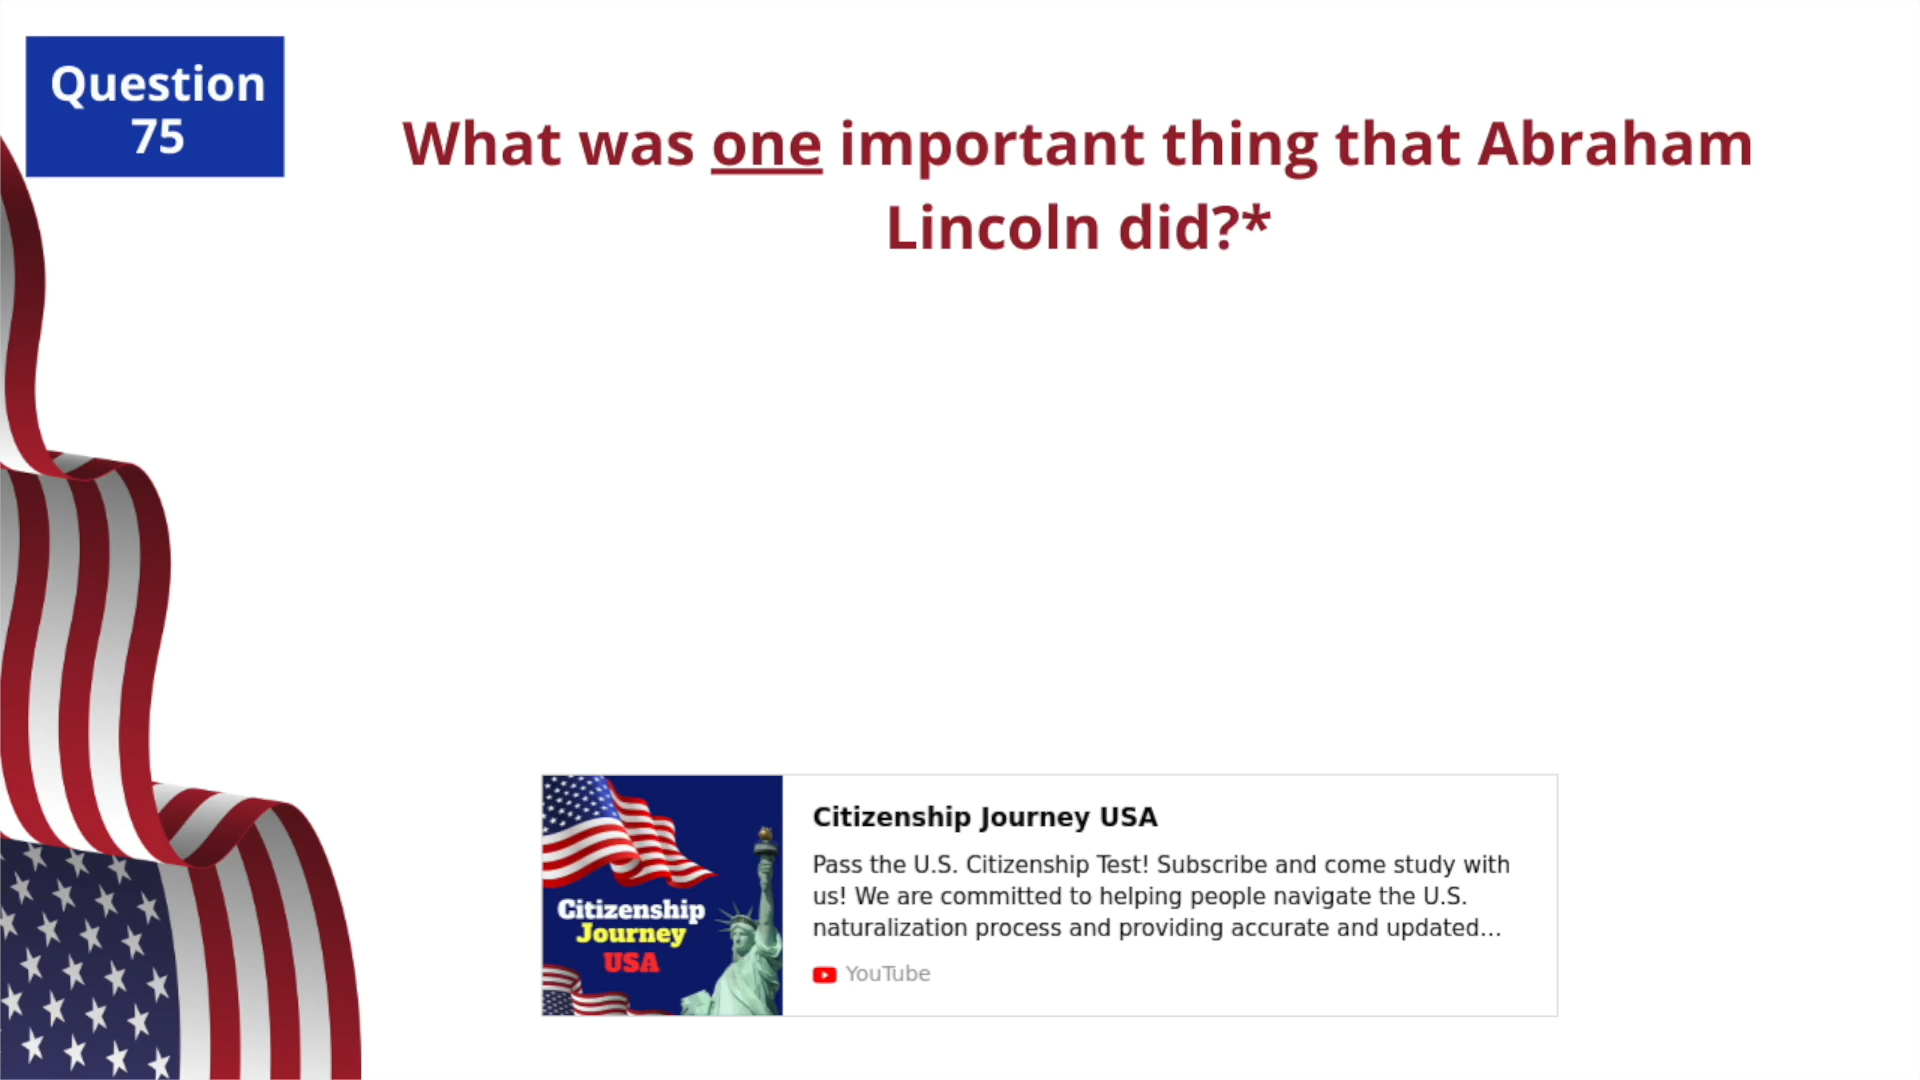 Question
75
What was one important thing that Abraham
Lincoln did?*
Citizenship
Journey
USA
Citizenship Journey USA
Pass the U.S. Citizenship Test! Subscribe and come study with
us! We are committed to helping people navigate the U.S.
naturalization process and providing accurate and updated...
YouTube